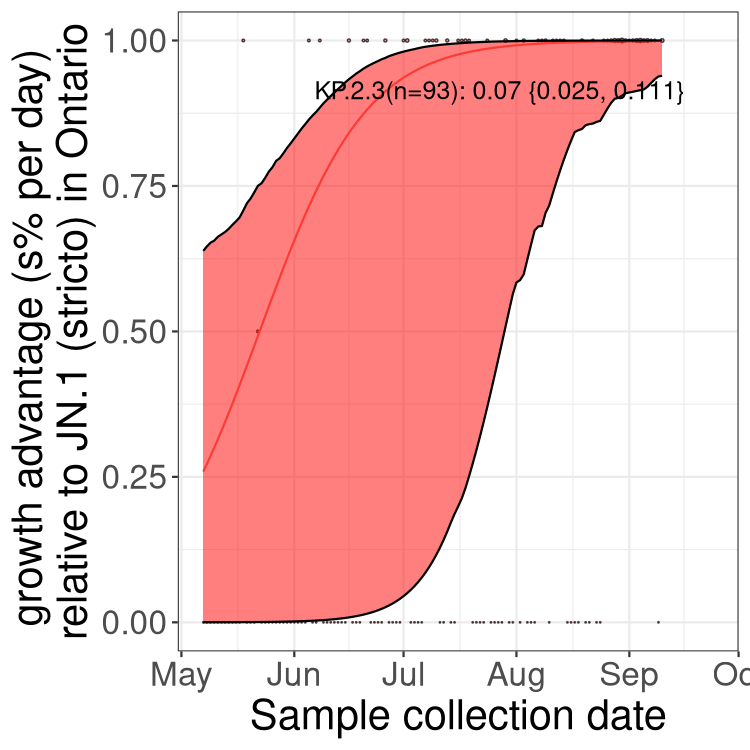 growth advantage (s% per day)
relative to JN.1 (stricto) in Ontario
1.00
0.75
0.50
0.25
0.00
KP.2.3(n=93): 0.07 {0.025, 0.111}
May Jun Jul Aug Sep Oc
Sample collection date